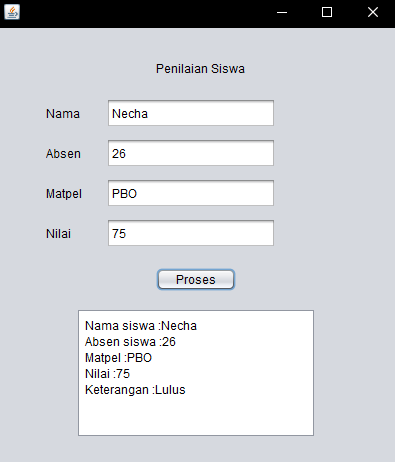 Penilaian Siswa
Nama Necha
Absen 26
Matpel PBO
Nilai 75
Proses
Nama siswa :Necha
Absen siswa :26
Matpel :PBO
Nilai :75
Keterangan :Lulus